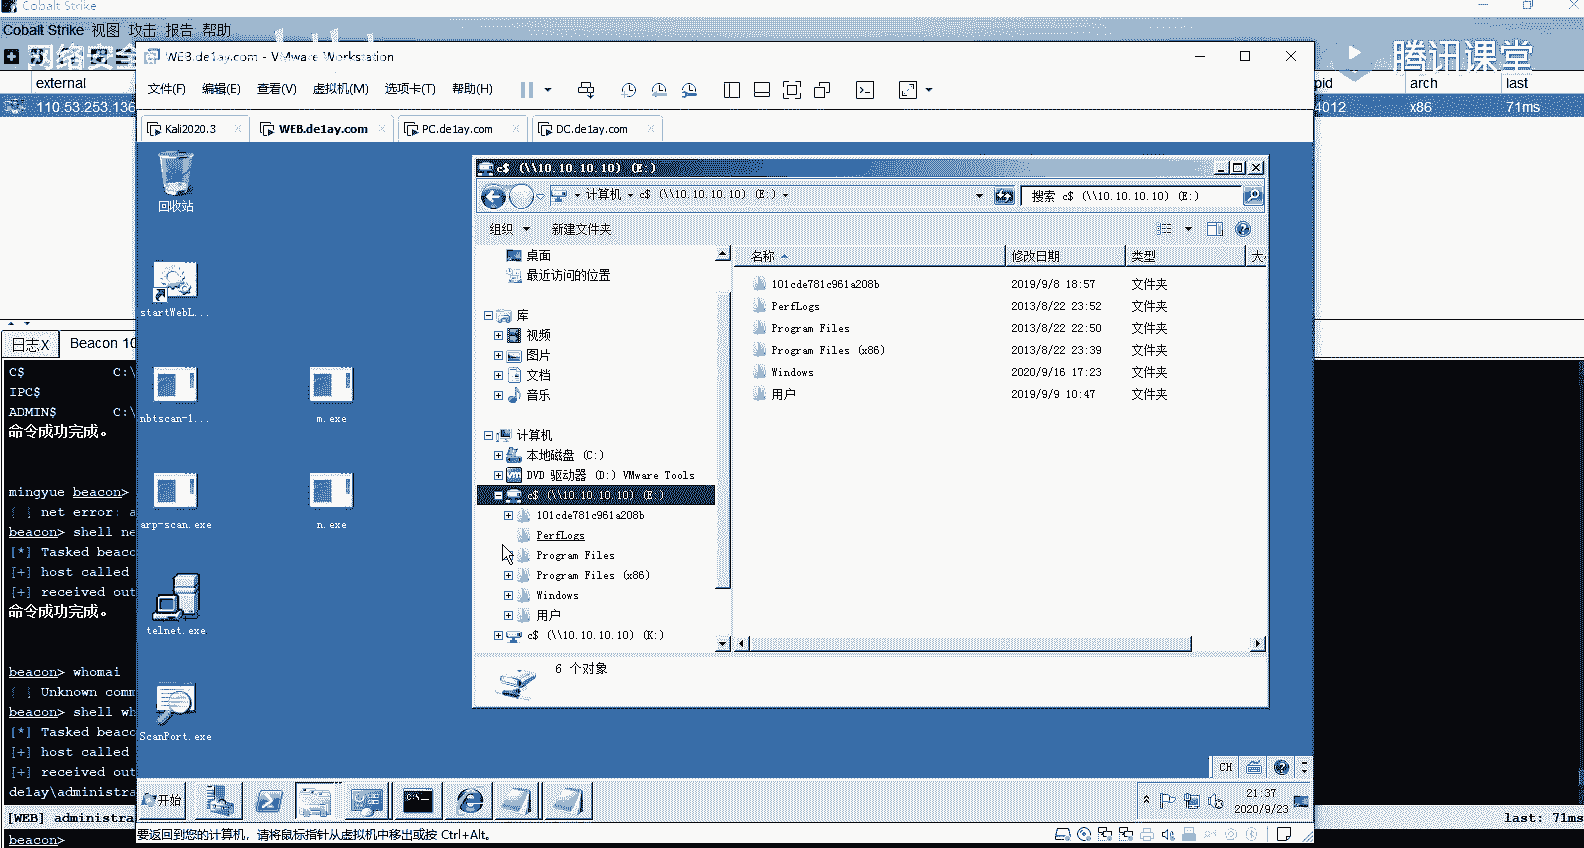 Cobalt Strike
Cobalt Strike 视图 攻击 报告 帮助
网络安全
腾讯课堂
external
pid
arch
last
110.53.253.136
4012
x86
71ms
WEB.de1ay.com - VMware Workstation
文件(F) 编辑(E) 查看(V) 虚拟机(M) 选项卡(T) 帮助(H)
Kali2020.3
WEB.de1ay.com
PC.de1ay.com
DC.de1ay.com
回收站
startWebL...
nbtscan-1...
m.exe
arp-scan.exe
n.exe
telnet.exe
ScanPort.exe
c$ (\\10.10.10.10) (E:)
计算机 c$ (\\10.10.10.10) (E:)
搜索 c$ (\\10.10.10.10) (E:)
组织 新建文件夹
桌面
最近访问的位置
库
视频
图片
文档
音乐
计算机
本地磁盘 (C:)
DVD 驱动器 (D:) VMware Tools
c$ (\\10.10.10.10) (E:)
101cde781c961a208b
PerfLogs
Program Files
Program Files (x86)
Windows
用户
c$ (\\10.10.10.10) (K:)
名称 修改日期 类型 大
101cde781c961a208b 2019/9/8 18:57 文件夹
PerfLogs 2013/8/22 23:52 文件夹
Program Files 2013/8/22 22:50 文件夹
Program Files (x86) 2013/8/22 23:39 文件夹
Windows 2020/9/16 17:23 文件夹
用户 2019/9/9 10:47 文件夹
6 个对象
CH
开始
21:37
2020/9/23
要返回到您的计算机，请将鼠标指针从虚拟机中移出或按 Ctrl+Alt。
日志X
Beacon 10
C$ C:\
IPC$
ADMIN$ C:\
命令成功完成。
mingyue beacon>
net error: a
beacon> shell ne
[*] Tasked beaco
[+] host called
[+] received out
命令成功完成。
beacon> whomai
Unknown comm
beacon> shell wh
[*] Tasked beaco
[+] host called
[+] received out
de1ay\administra
[WEB] administra
last: 71ms
beacon>